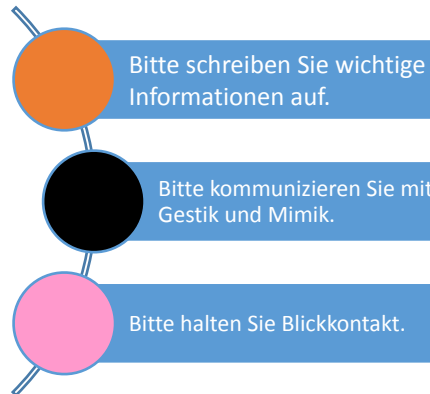 Bitte schreiben Sie wichtige
Informationen auf.
Bitte kommunizieren Sie mit
Gestik und Mimik.
Bitte halten Sie Blickkontakt.